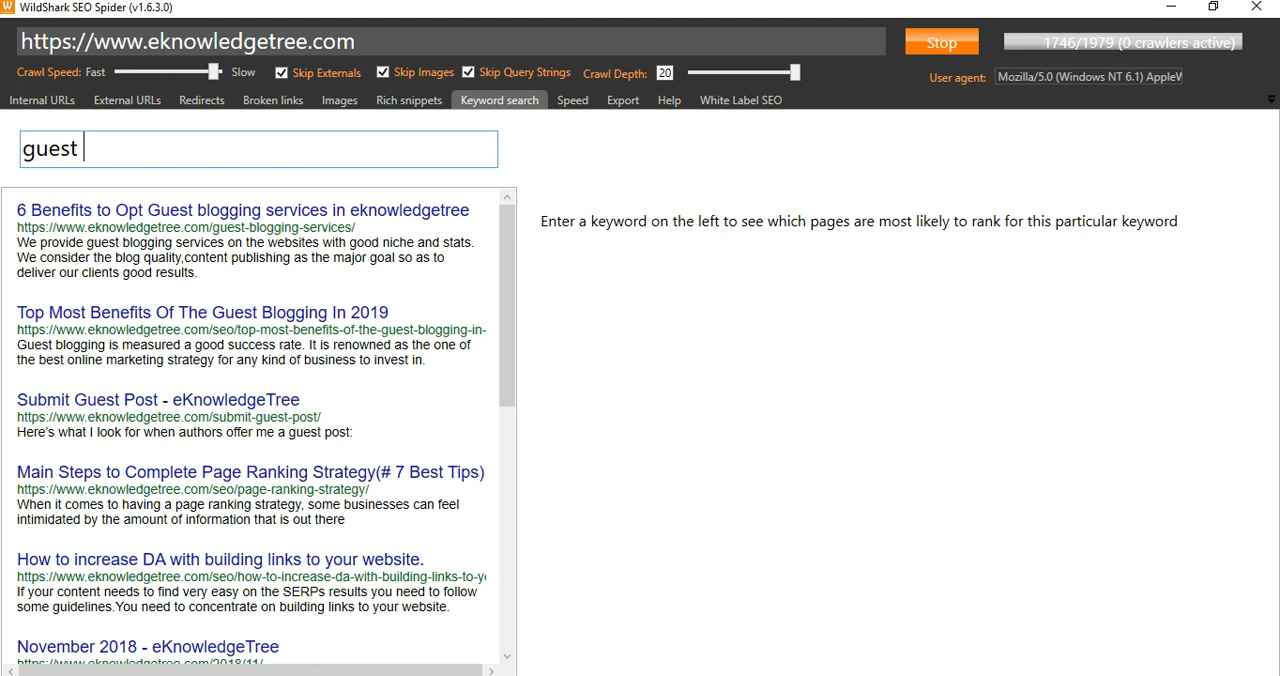 W WildShark SEO Spider (v1.6.3.0)
https://www.eknowledgetree.com
Stop
1746/1979 (0 crawlers active)
Crawl Speed: Fast Slow Skip Externals Skip Images Skip Query Strings Crawl Depth: 20
User agent: Mozilla/5.0 (Windows NT 6.1) AppleW
Internal URLs External URLs Redirects Broken links Images Rich snippets Keyword search Speed Export Help White Label SEO
guest
6 Benefits to Opt Guest blogging services in eknowledgetree
https://www.eknowledgetree.com/guest-blogging-services/
We provide guest blogging services on the websites with good niche and stats.
We consider the blog quality,content publishing as the major goal so as to
deliver our clients good results.
Top Most Benefits Of The Guest Blogging In 2019
https://www.eknowledgetree.com/seo/top-most-benefits-of-the-guest-blogging-in-
Guest blogging is measured a good success rate. It is renowned as the one of
the best online marketing strategy for any kind of business to invest in.
Submit Guest Post - eKnowledgeTree
https://www.eknowledgetree.com/submit-guest-post/
Here's what I look for when authors offer me a guest post:
Main Steps to Complete Page Ranking Strategy(# 7 Best Tips)
https://www.eknowledgetree.com/seo/page-ranking-strategy/
When it comes to having a page ranking strategy, some businesses can feel
intimidated by the amount of information that is out there
How to increase DA with building links to your website.
https://www.eknowledgetree.com/seo/how-to-increase-da-with-building-links-to-y
If your content needs to find very easy on the SERPs results you need to follow
some guidelines.You need to concentrate on building links to your website.
November 2018 - eKnowledgeTree
https://www.eknowledgetree.com/2018/11/
Enter a keyword on the left to see which pages are most likely to rank for this particular keyword